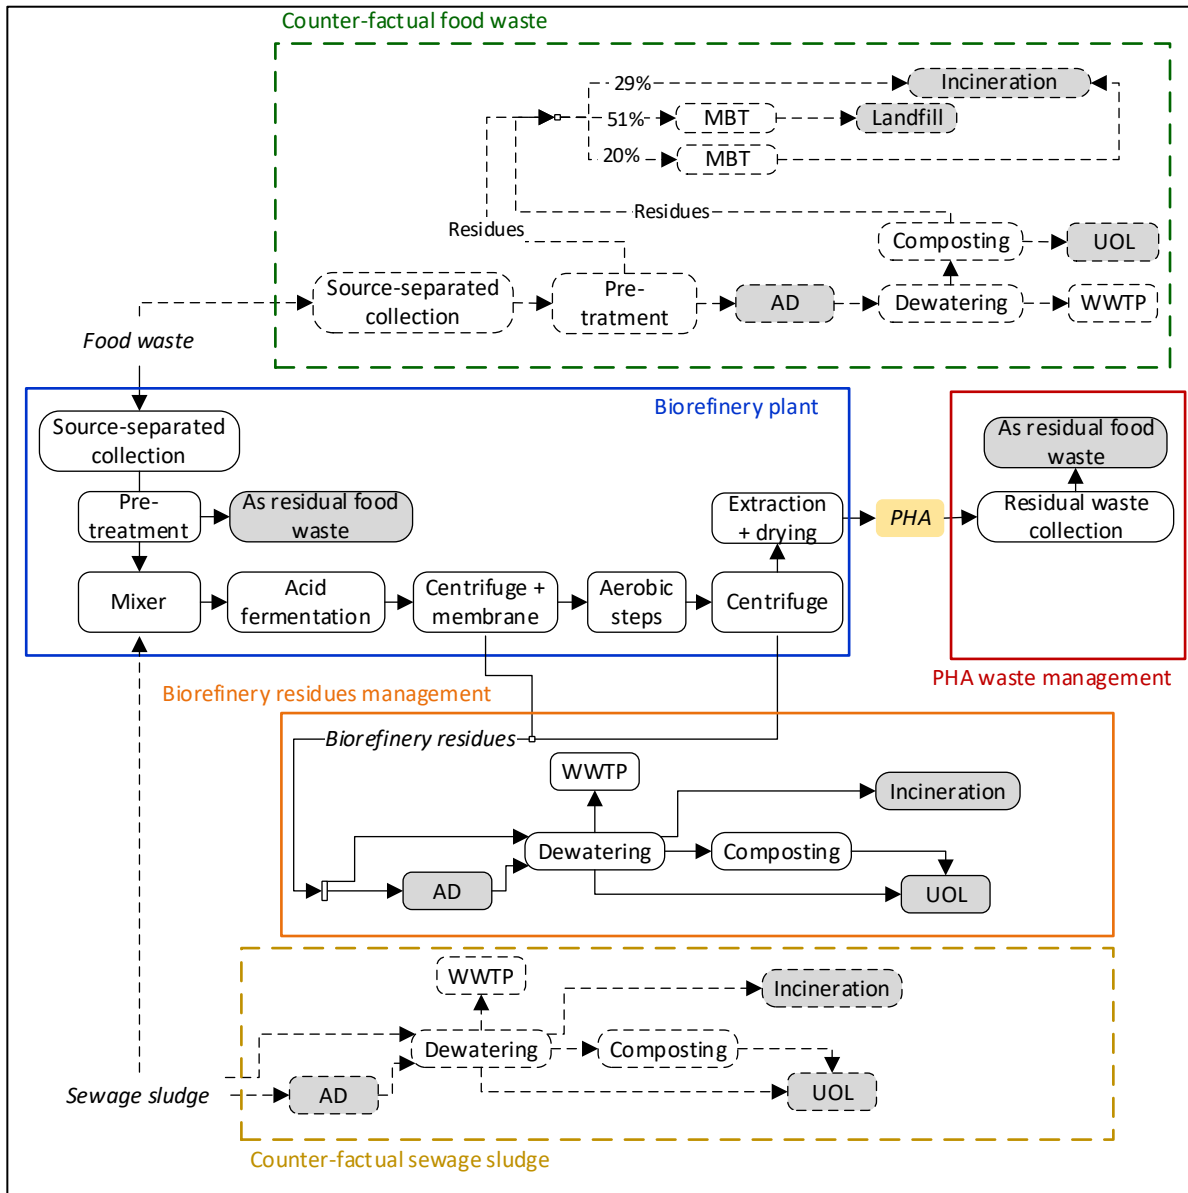 Counter-factual food waste
29%
Incineration
51%
MBT
Landfill
20%
MBT
Residues
Residues
Composting
UOL
Source-separated
collection
Pre-
tratment
AD
Dewatering
WWTP
Food waste
Biorefinery plant
Source-separated
collection
As residual food
waste
Pre-
treatment
As residual food
waste
Extraction
+ drying
PHA
Residual waste
collection
Mixer
Acid
fermentation
Centrifuge +
membrane
Aerobic
steps
Centrifuge
PHA waste management
Biorefinery residues management
Biorefinery residues
WWTP
Incineration
Dewatering
Composting
AD
UOL
WWTP
Incineration
Dewatering
Composting
Sewage sludge
AD
UOL
Counter-factual sewage sludge